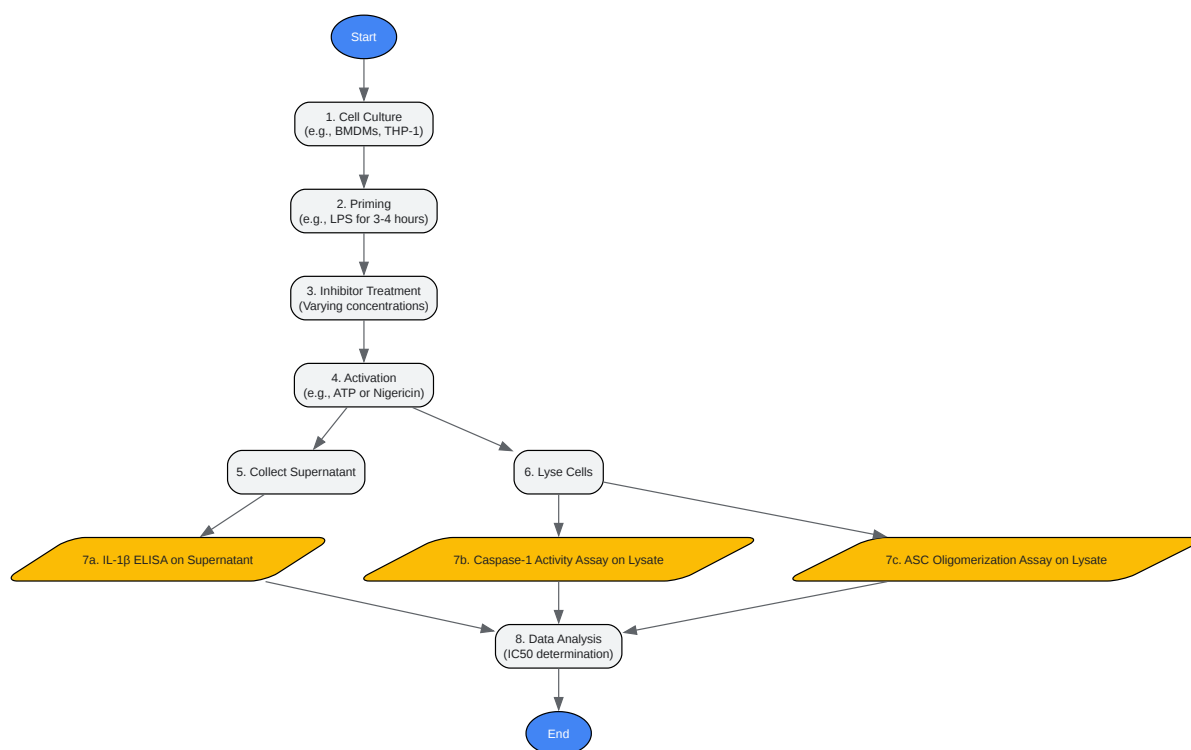 Start
1. Cell Culture
(e.g., BMDMs, THP-1)
2. Priming
(e.g., LPS for 3-4 hours)
3. Inhibitor Treatment
(Varying concentrations)
4. Activation
(e.g., ATP or Nigericin)
5. Collect Supernatant
6. Lyse Cells
7a. IL-1β ELISA on Supernatant
7b. Caspase-1 Activity Assay on Lysate
7c. ASC Oligomerization Assay on Lysate
8. Data Analysis
(IC50 determination)
End